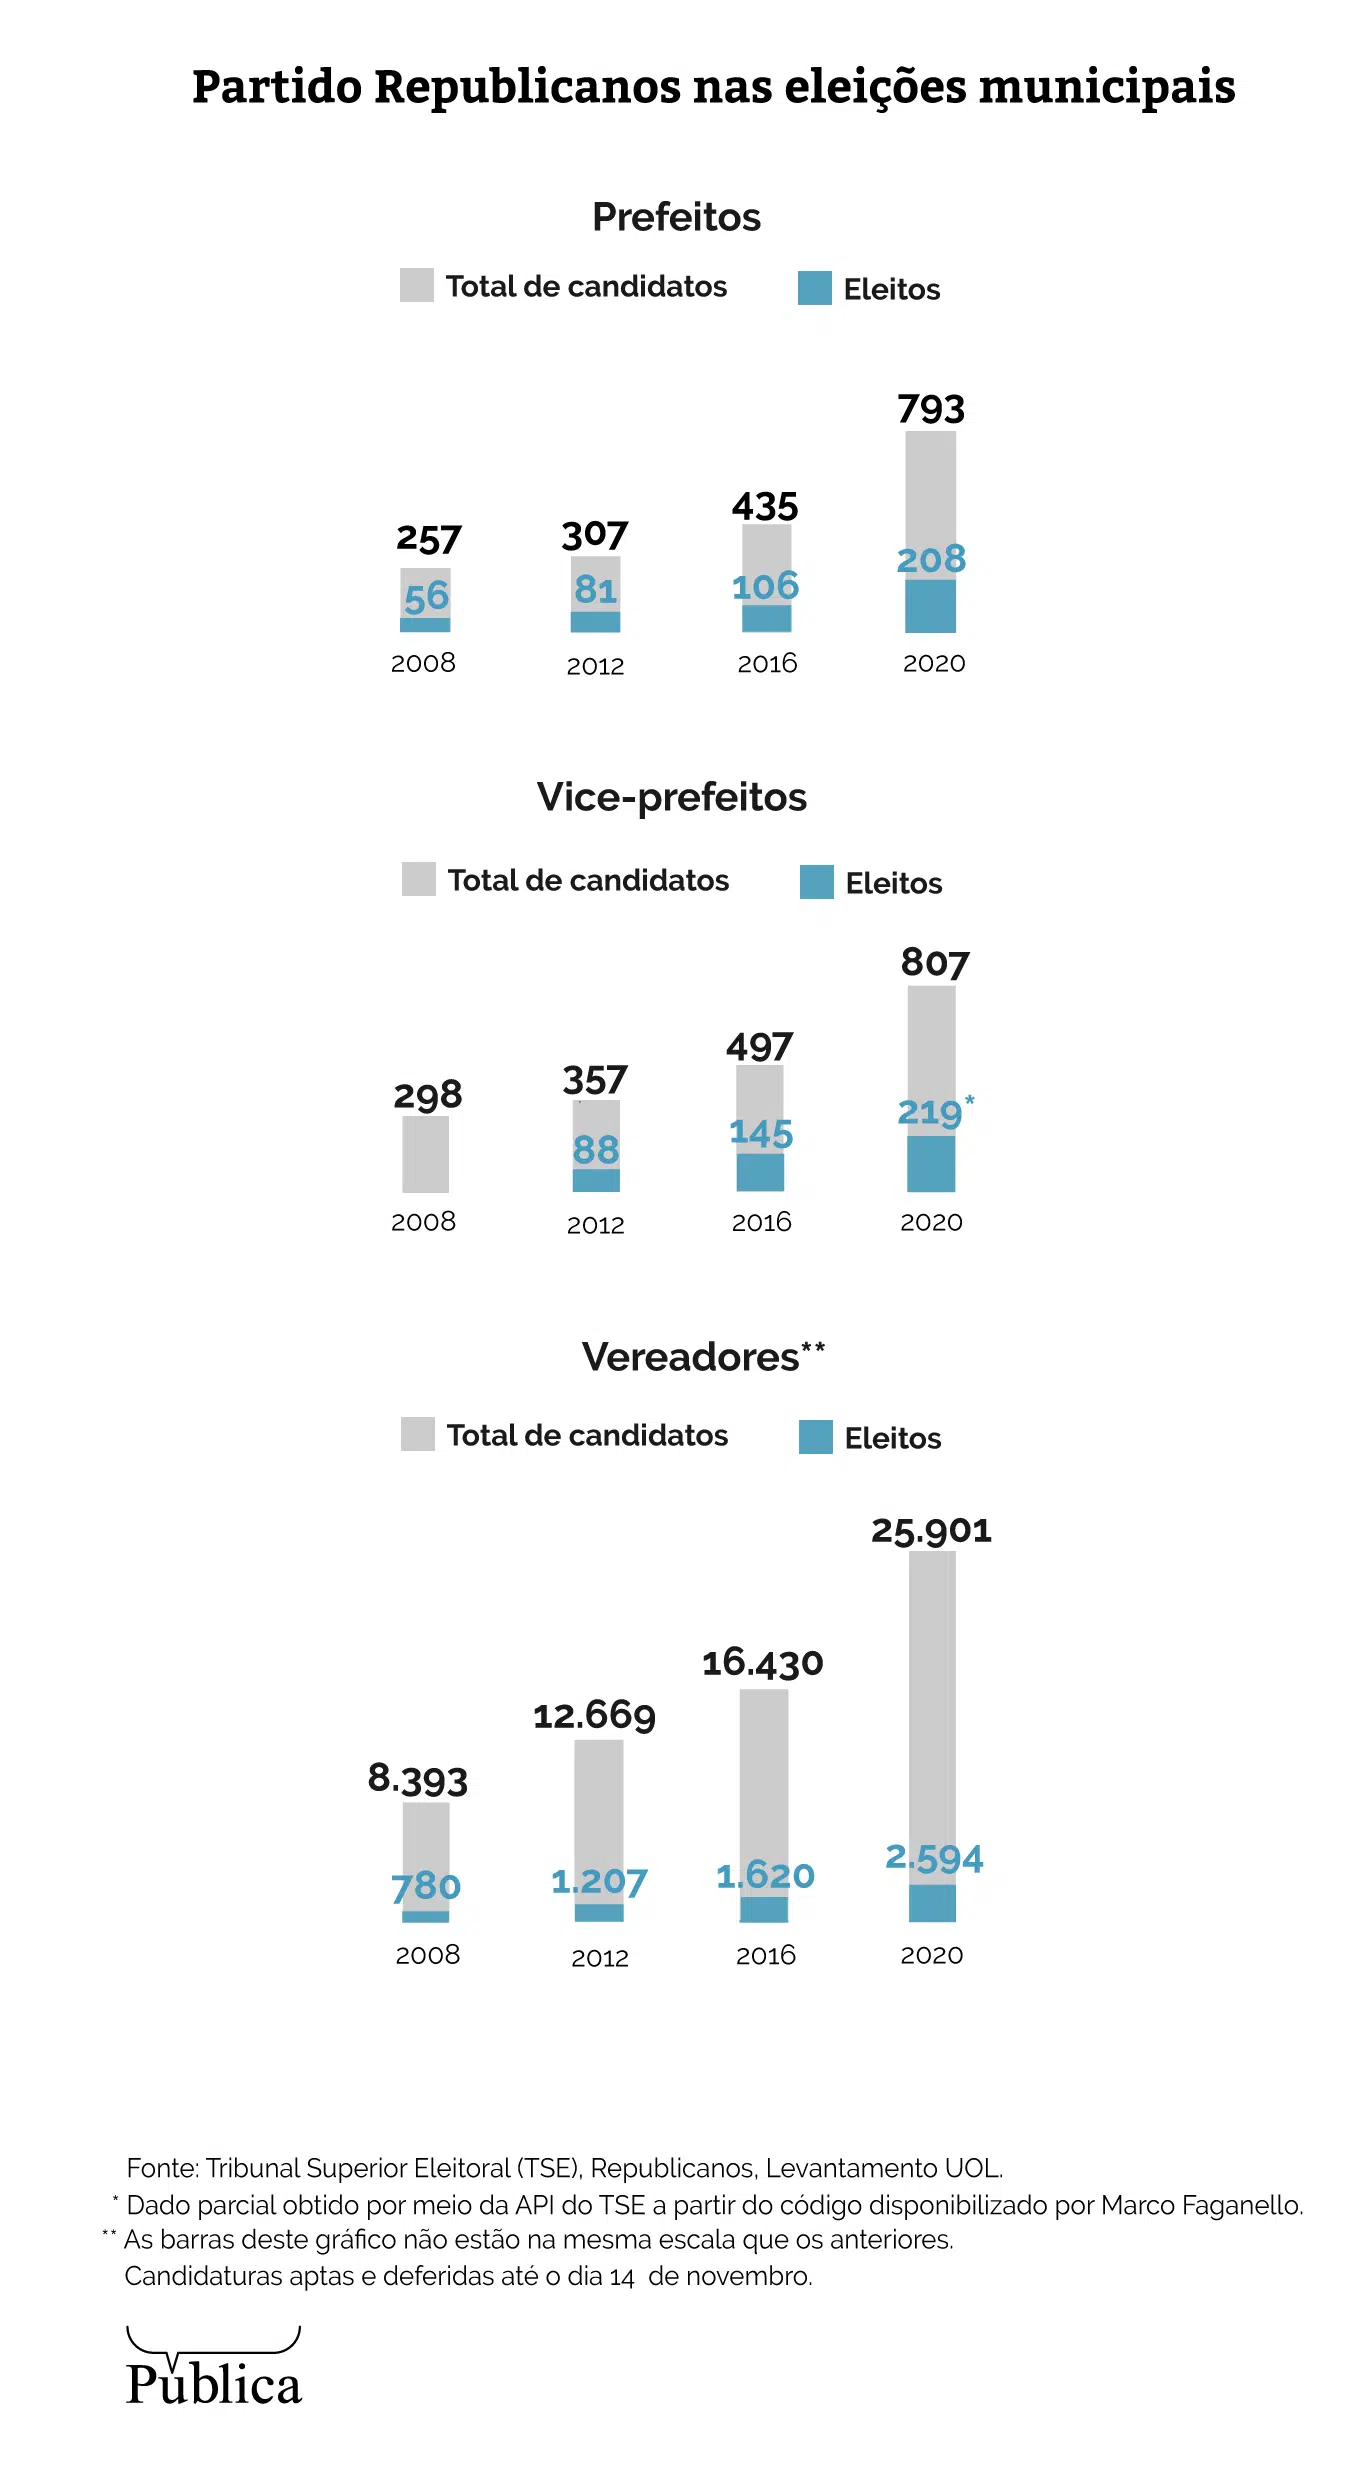 Partido Republicanos nas eleições municipais
Prefeitos
Total de candidatos Eleitos
793
435
257 307
208
56 81 106
2008 2012 2016 2020
Vice-prefeitos
Total de candidatos Eleitos
807
497
298 357
219*
88 145
2008 2012 2016 2020
Vereadores**
Total de candidatos Eleitos
25.901
16.430
12.669
8.393
2.594
780 1.207 1.620
2008 2012 2016 2020
Fonte: Tribunal Superior Eleitoral (TSE), Republicanos, Levantamento UOL.
* Dado parcial obtido por meio da API do TSE a partir do código disponibilizado por Marco Faganello.
** As barras deste gráfico não estão na mesma escala que os anteriores.
Candidaturas aptas e deferidas até o dia 14 de novembro.
Pública